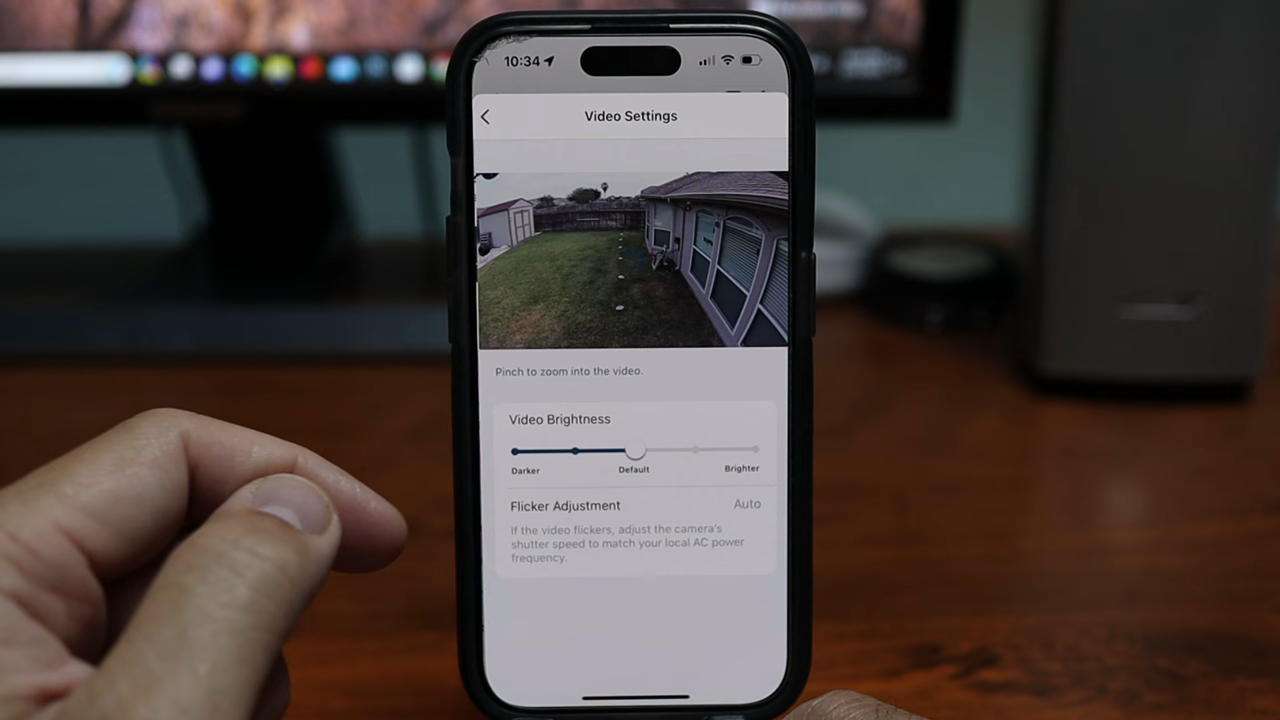 10:34
Video Settings
Pinch to zoom into the video.
Video Brightness
Darker Default Brighter
Flicker Adjustment Auto
If the video flickers, adjust the camera's
shutter speed to match your local AC power
frequency.